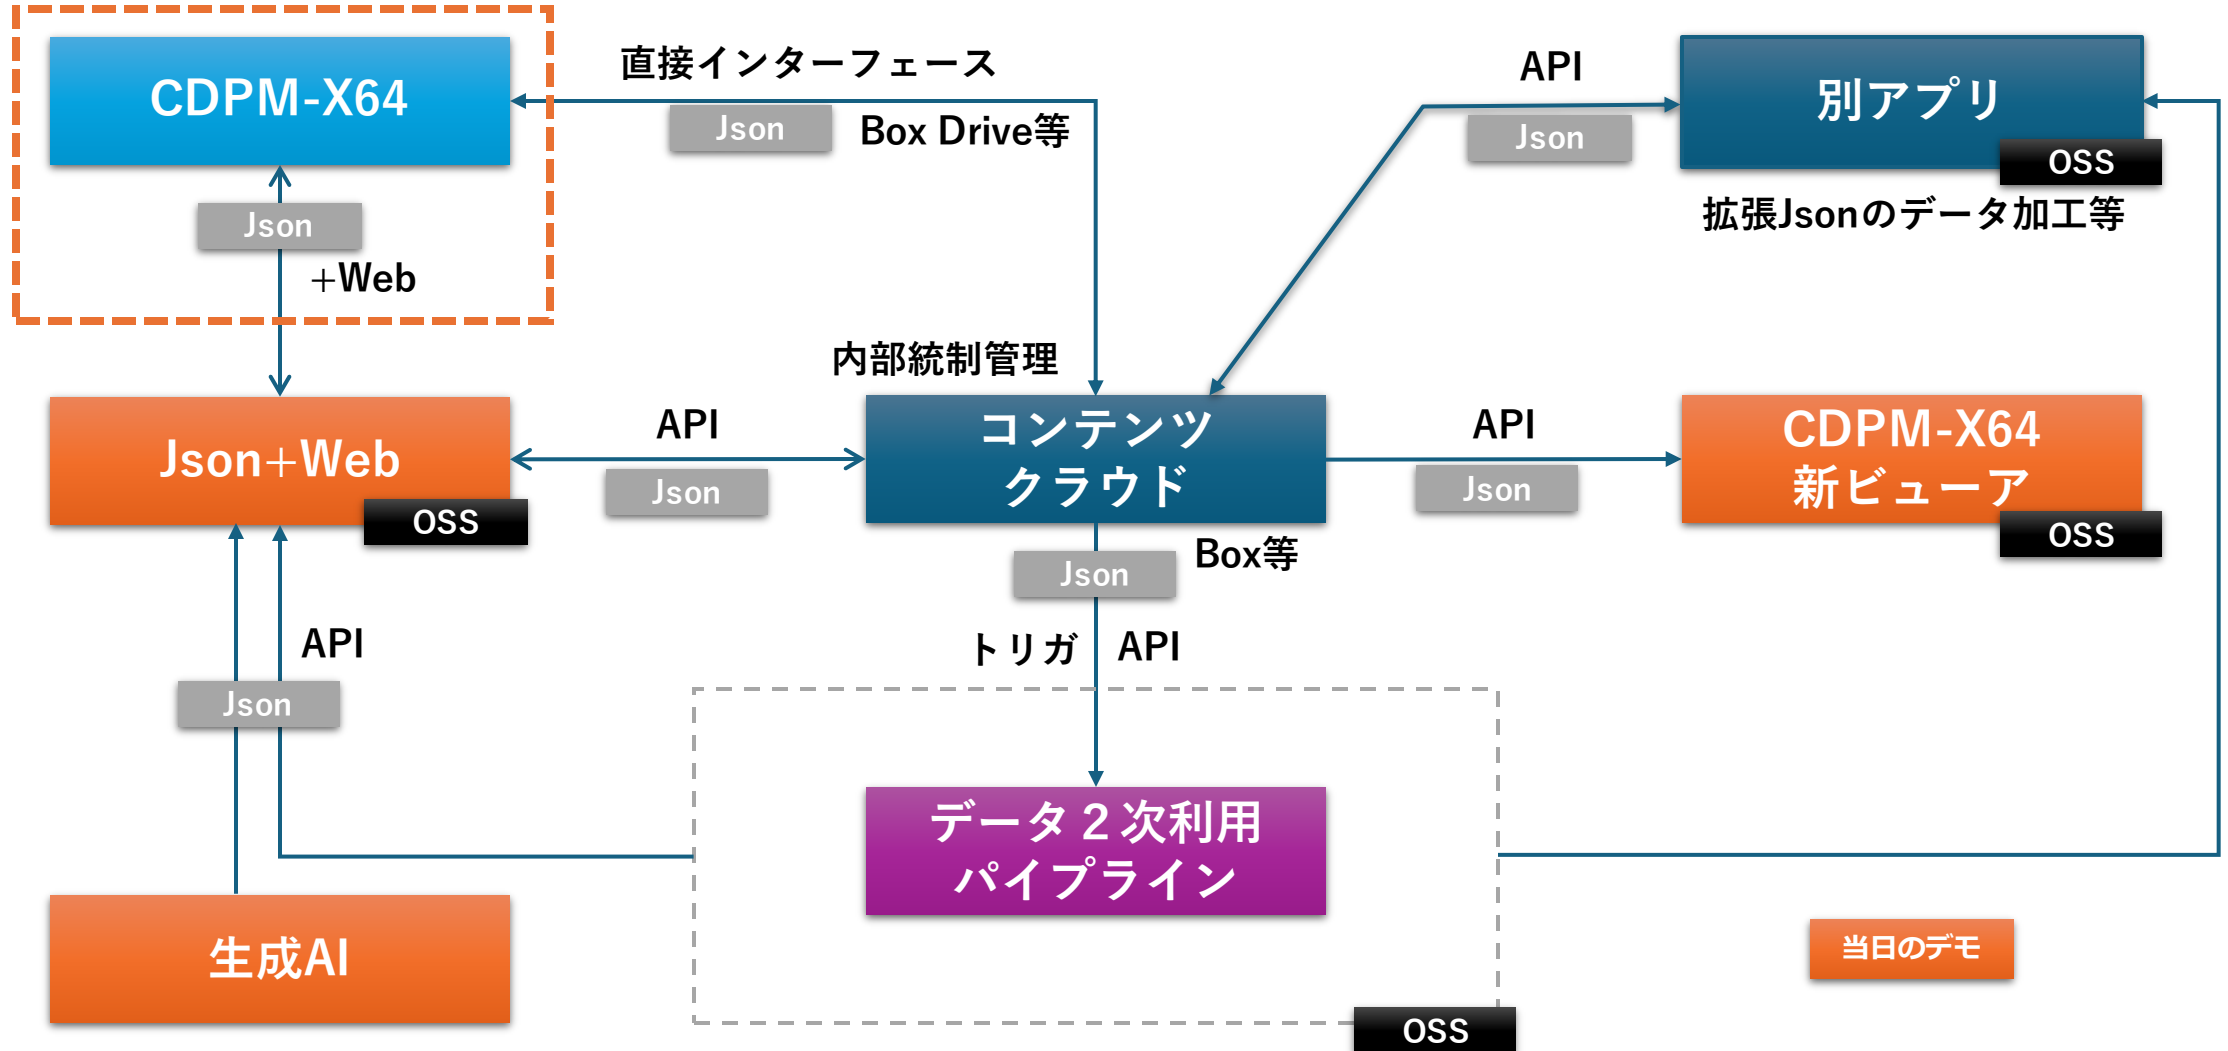 CDPM-X64
Json
+Web
直接インターフェース
Json
Box Drive等
API
Json
別アプリ
OSS
拡張Jsonのデータ加工等
内部統制管理
Json+Web
OSS
API
Json
コンテンツ
クラウド
Box等
API
Json
CDPM-X64
新ビューア
OSS
Json
トリガ
API
API
Json
データ２次利用
パイプライン
OSS
生成AI
当日のデモ